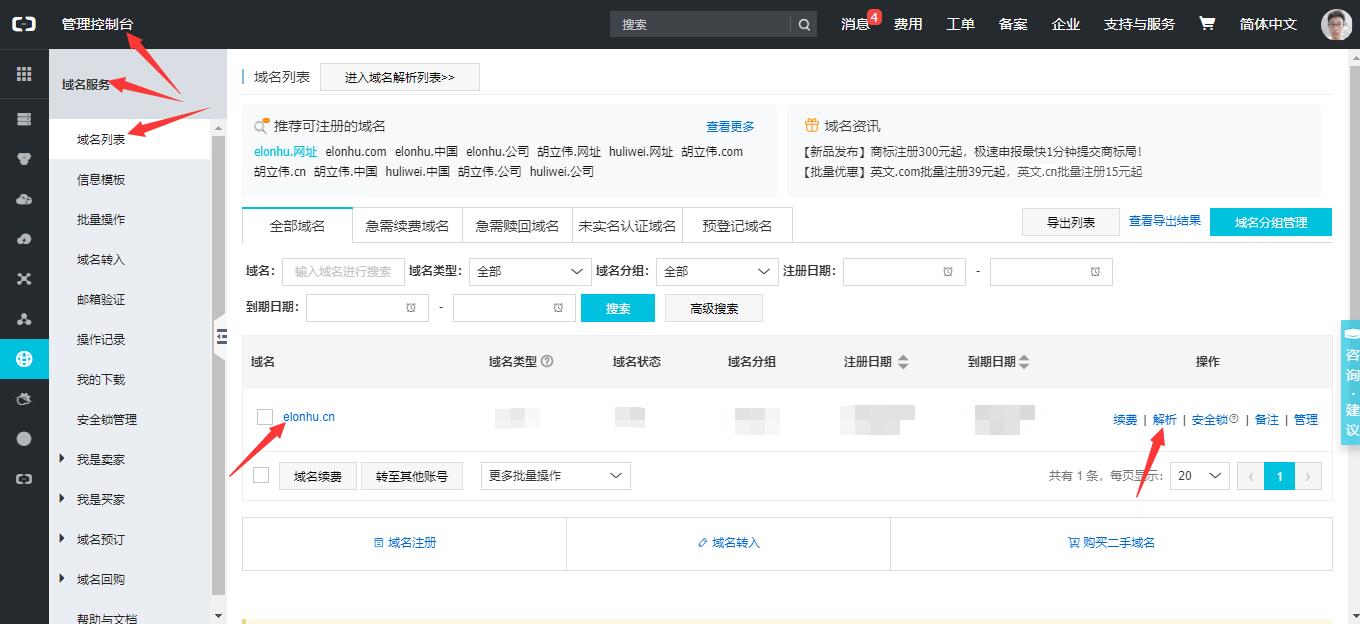 管理控制台 搜索 消息 4 费用 工单 备案 企业 支持与服务 简体中文
域名服务
域名列表
信息模板
批量操作
域名转入
邮箱验证
操作记录
我的下载
安全锁管理
我是卖家
我是买家
域名预订
域名回购
帮助与文档
域名列表 进入域名解析列表>>
推荐可注册的域名 查看更多
elonhu.网址 elonhu.com elonhu.中国 elonhu.公司 胡立伟.网址 huliwei.网址 胡立伟.com
胡立伟.cn 胡立伟.中国 huliwei.中国 胡立伟.公司 huliwei.公司
域名资讯
【新品发布】商标注册300元起，极速申报最快1分钟提交商标局！
【批量优惠】英文.com批量注册39元起，英文.cn批量注册15元起
全部域名 急需续费域名 急需赎回域名 未实名认证域名 预登记域名 导出列表 查看导出结果 域名分组管理
域名： 输入域名进行搜索 域名类型： 全部 域名分组： 全部 注册日期： -
到期日期： - 搜索 高级搜索
域名 域名类型 域名状态 域名分组 注册日期 到期日期 操作
elonhu.cn 续费 | 解析 | 安全锁 | 备注 | 管理
域名续费 转至其他账号 更多批量操作 共有 1 条，每页显示： 20 1
域名注册 域名转入 购买二手域名
咨询·建议